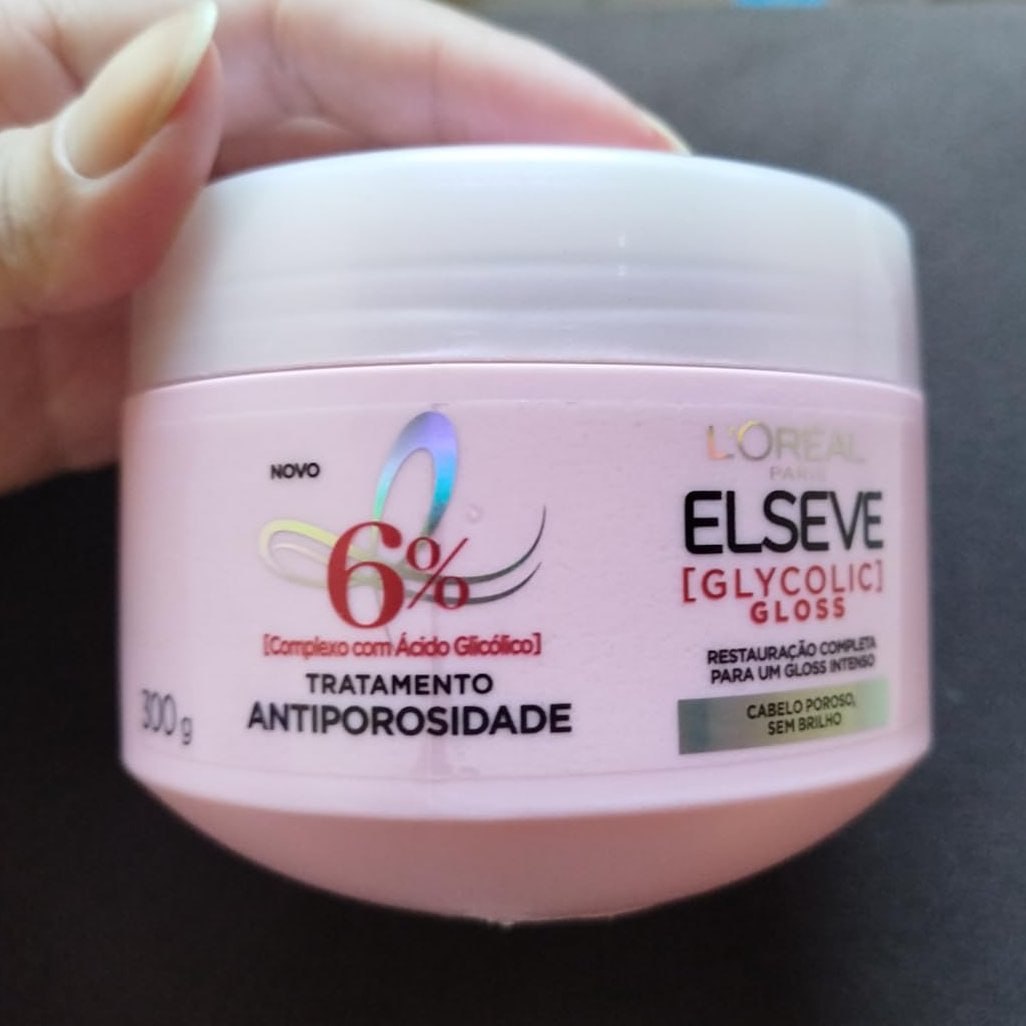 NOVO
6%
[Complexo com Ácido Glicólico]
TRATAMENTO
ANTIPOROSIDADE
300 g
L'ORÉAL
PARIS
ELSEVE
[GLYCOLIC]
GLOSS
RESTAURAÇÃO COMPLETA
PARA UM GLOSS INTENSO
CABELO POROSO,
SEM BRILHO